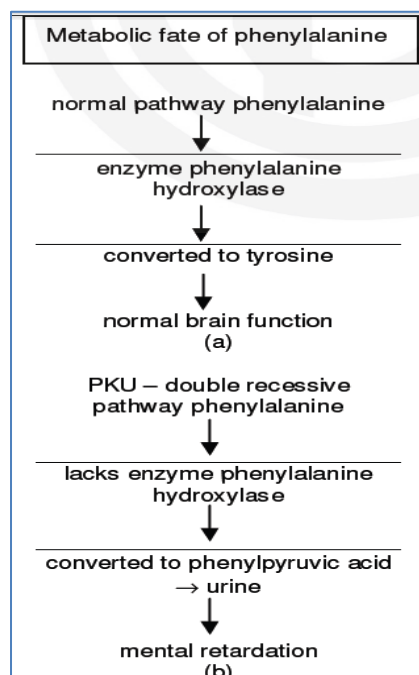 Metabolic fate of phenylalanine
normal pathway phenylalanine
enzyme phenylalanine
hydroxylase
converted to tyrosine
normal brain function
(a)
PKU – double recessive
pathway phenylalanine
lacks enzyme phenylalanine
hydroxylase
converted to phenylpyruvic acid
→ urine
mental retardation
(b)